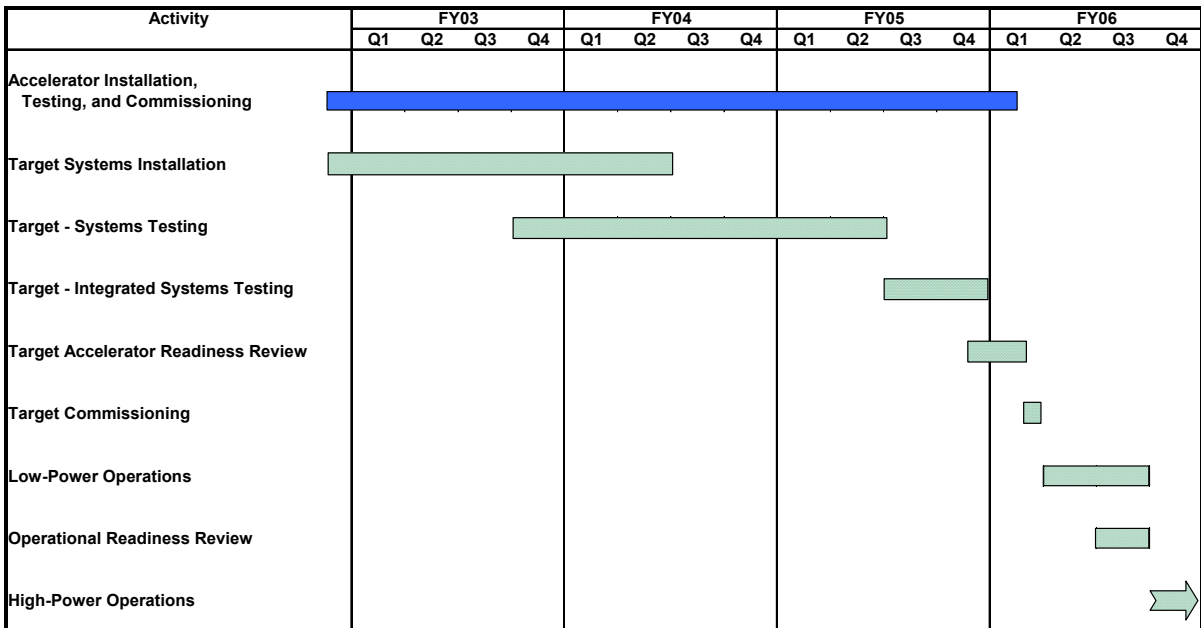 Activity FY03 FY04 FY05 FY06
Q1 Q2 Q3 Q4 Q1 Q2 Q3 Q4 Q1 Q2 Q3 Q4 Q1 Q2 Q3 Q4
Accelerator Installation,
Testing, and Commissioning
Target Systems Installation
Target - Systems Testing
Target - Integrated Systems Testing
Target Accelerator Readiness Review
Target Commissioning
Low-Power Operations
Operational Readiness Review
High-Power Operations